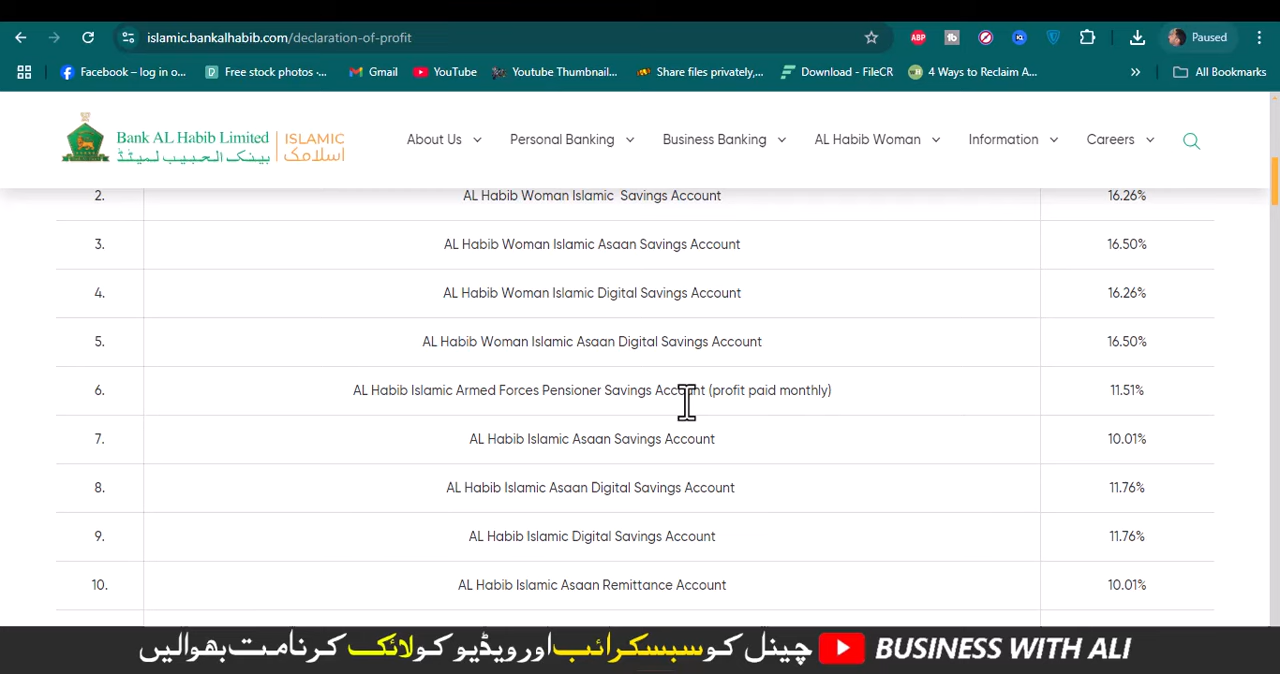 islamic.bankalhabib.com/declaration-of-profit
Paused
Facebook – log in o...
Free stock photos -...
Gmail
YouTube
Youtube Thumbnail...
Share files privately,...
Download - FileCR
4 Ways to Reclaim A...
All Bookmarks
Bank AL Habib Limited
بینک الحبیب لمیٹڈ
ISLAMIC
اسلامک
About Us
Personal Banking
Business Banking
AL Habib Woman
Information
Careers
2. AL Habib Woman Islamic Savings Account 16.26%
3. AL Habib Woman Islamic Asaan Savings Account 16.50%
4. AL Habib Woman Islamic Digital Savings Account 16.26%
5. AL Habib Woman Islamic Asaan Digital Savings Account 16.50%
6. AL Habib Islamic Armed Forces Pensioner Savings Account (profit paid monthly) 11.51%
7. AL Habib Islamic Asaan Savings Account 10.01%
8. AL Habib Islamic Asaan Digital Savings Account 11.76%
9. AL Habib Islamic Digital Savings Account 11.76%
10. AL Habib Islamic Asaan Remittance Account 10.01%
چینل کو سبسکرائب اور ویڈیو کو لائک کرنا مت بھولیں
BUSINESS WITH ALI